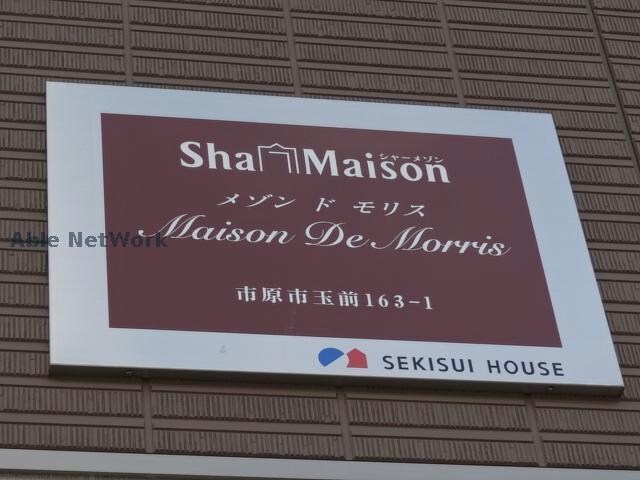 シャーメゾン
Sha Maison
メゾン ド モリス
Maison De Morris
市原市玉前163-1
SEKISUI HOUSE
Able NetWork